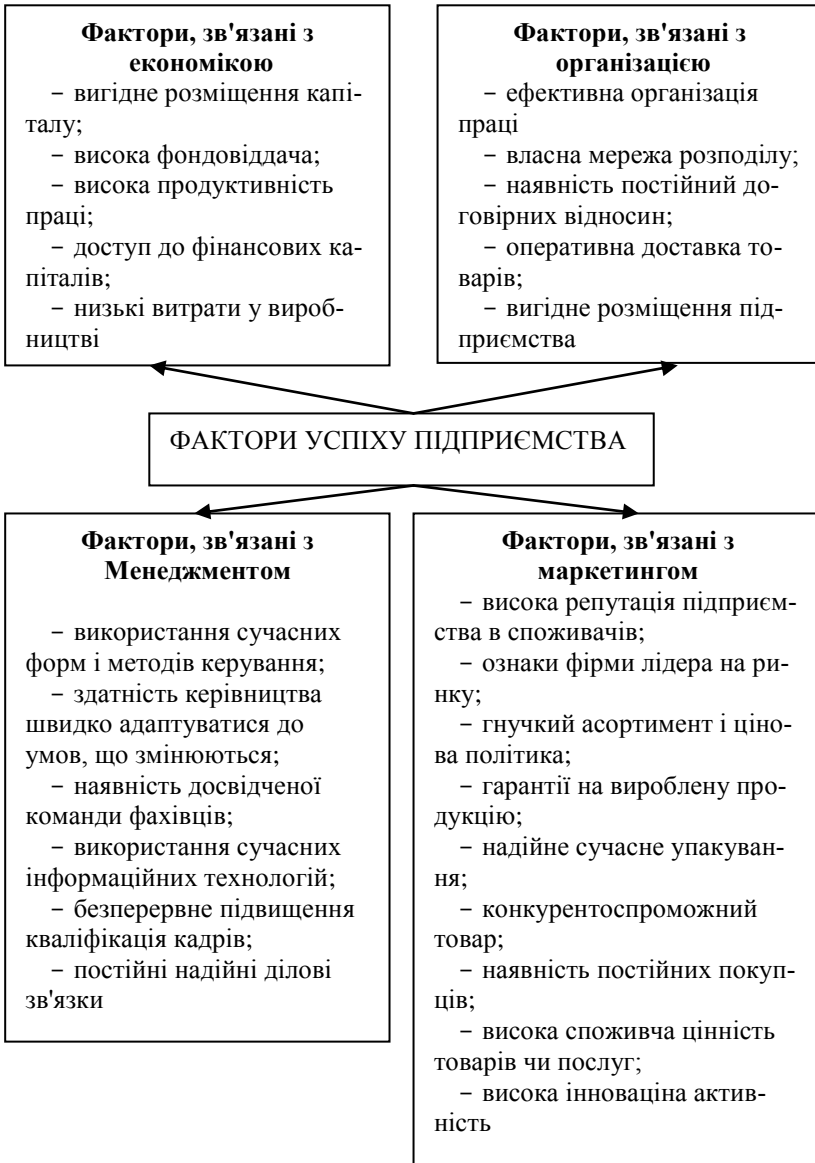 Фактори, зв'язані з
економікою
− вигідне розміщення капі-
талу;
− висока фондовіддача;
− висока продуктивність
праці;
− доступ до фінансових ка-
піталів;
− низькі витрати у вироб-
ництві
Фактори, зв'язані з
організацією
− ефективна організація
праці
− власна мережа розподілу;
− наявність постійний до-
говірних відносин;
− оперативна доставка то-
варів;
− вигідне розміщення під-
приємства
ФАКТОРИ УСПІХУ ПІДПРИЄМСТВА
Фактори, зв'язані з
Менеджментом
− використання сучасних
форм і методів керування;
− здатність керівництва
швидко адаптуватися до
умов, що змінюються;
− наявність досвідченої
команди фахівців;
− використання сучасних
інформаційних технологій;
− безперервне підвищення
кваліфікація кадрів;
− постійні надійні ділові
зв'язки
Фактори, зв'язані з
маркетингом
− висока репутація підприєм-
ства в споживачів;
− ознаки фірми лідера на ри-
нку;
− гнучкий асортимент і ціно-
ва політика;
− гарантії на вироблену про-
дукцію;
− надійне сучасне упакуван-
ня;
− конкурентоспроможний
товар;
− наявність постійних покуп-
ців;
− висока споживча цінність
товарів чи послуг;
− висока інноваціна актив-
ність